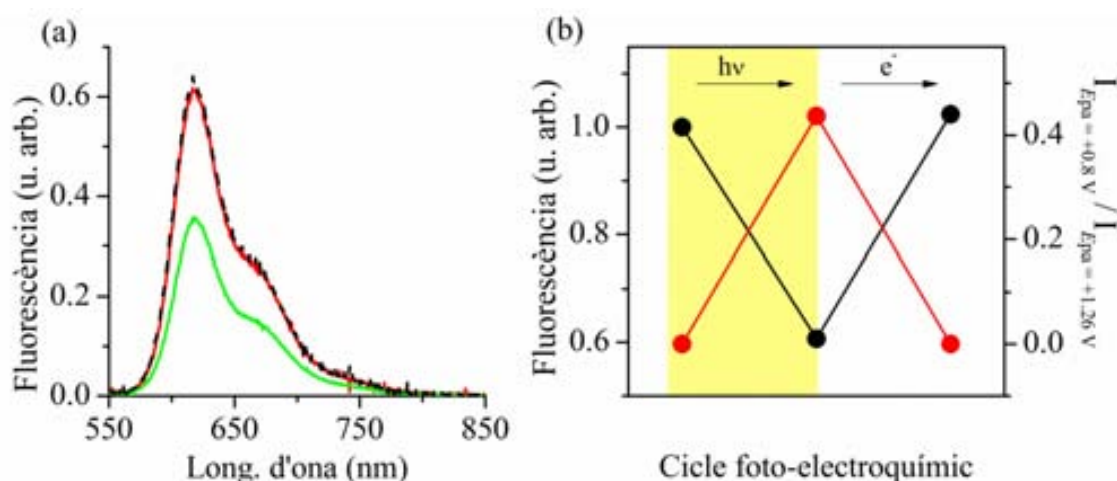 (a)
Fluorescència (u. arb.)
0.6
0.4
0.2
0.0
550
650
750
850
Long. d'ona (nm)
(b)
hν
e-
Fluorescència (u. arb.)
1.0
0.8
0.6
0.4
0.2
0.0
I Epa = +0.8 V / I Epa = +1.26 V
Cicle foto-electroquímic